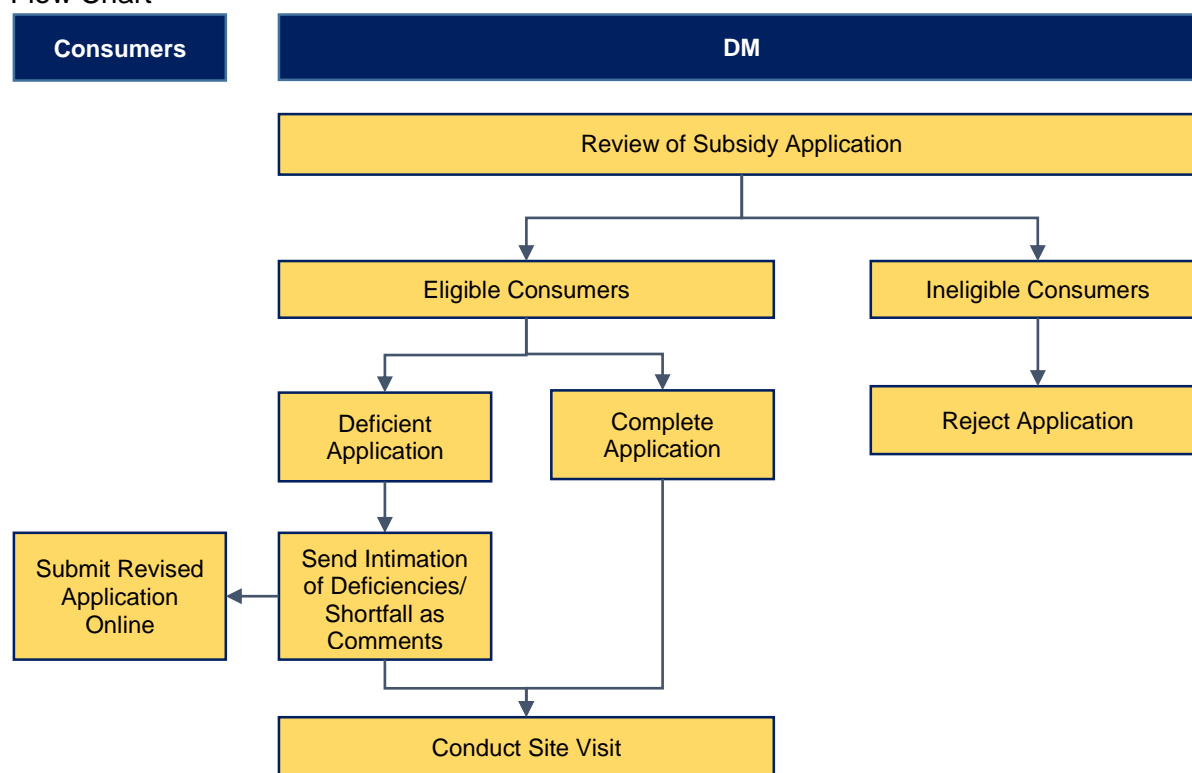 Flow Chart
Consumers
DM
Review of Subsidy Application
Eligible Consumers
Ineligible Consumers
Deficient
Application
Complete
Application
Reject Application
Submit Revised
Application
Online
Send Intimation
of Deficiencies/
Shortfall as
Comments
Conduct Site Visit